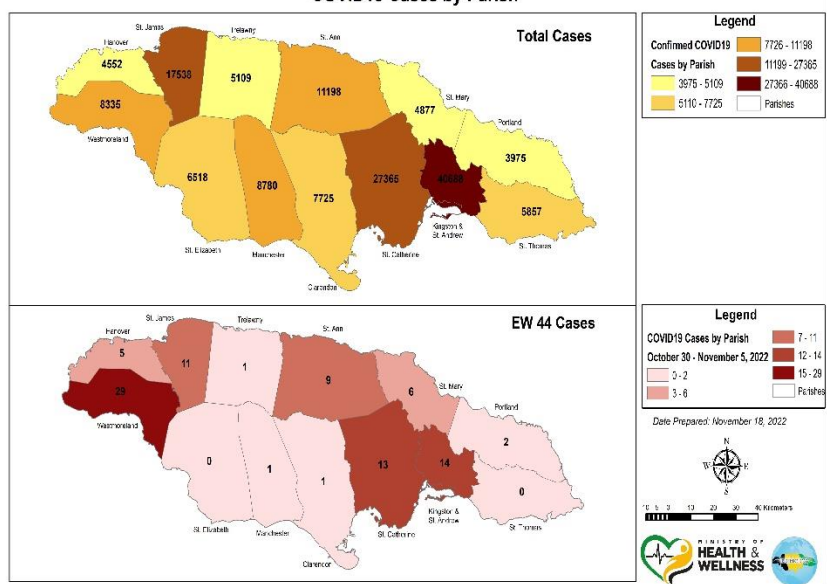 COVID19 Cases by Parish
Total Cases
Hanover
4552
St. James
17538
Trelawny
5109
St. Ann
11198
St. Mary
4877
Portland
3975
8335
Westmoreland
6518
St. Elizabeth
8780
Manchester
7725
Clarendon
27365
St. Catherine
40688
Kingston &
St. Andrew
5857
St. Thomas
Legend
Confirmed COVID19
Cases by Parish
3975 - 5109
5110 - 7725
7726 - 11198
11199 - 27365
27366 - 40688
Parishes
EW 44 Cases
Hanover
5
St. James
11
Trelawny
1
St. Ann
9
St. Mary
6
Portland
2
29
Westmoreland
0
St. Elizabeth
1
Manchester
1
Clarendon
13
St. Catherine
14
Kingston &
St. Andrew
0
St. Thomas
Legend
COVID19 Cases by Parish
October 30 - November 5, 2022
0 - 2
3 - 6
7 - 11
12 - 14
15 - 29
Parishes
Date Prepared: November 18, 2022
N
W E
S
10 5 0 10 20 30 40 Kilometers
MINISTRY OF
HEALTH &
WELLNESS